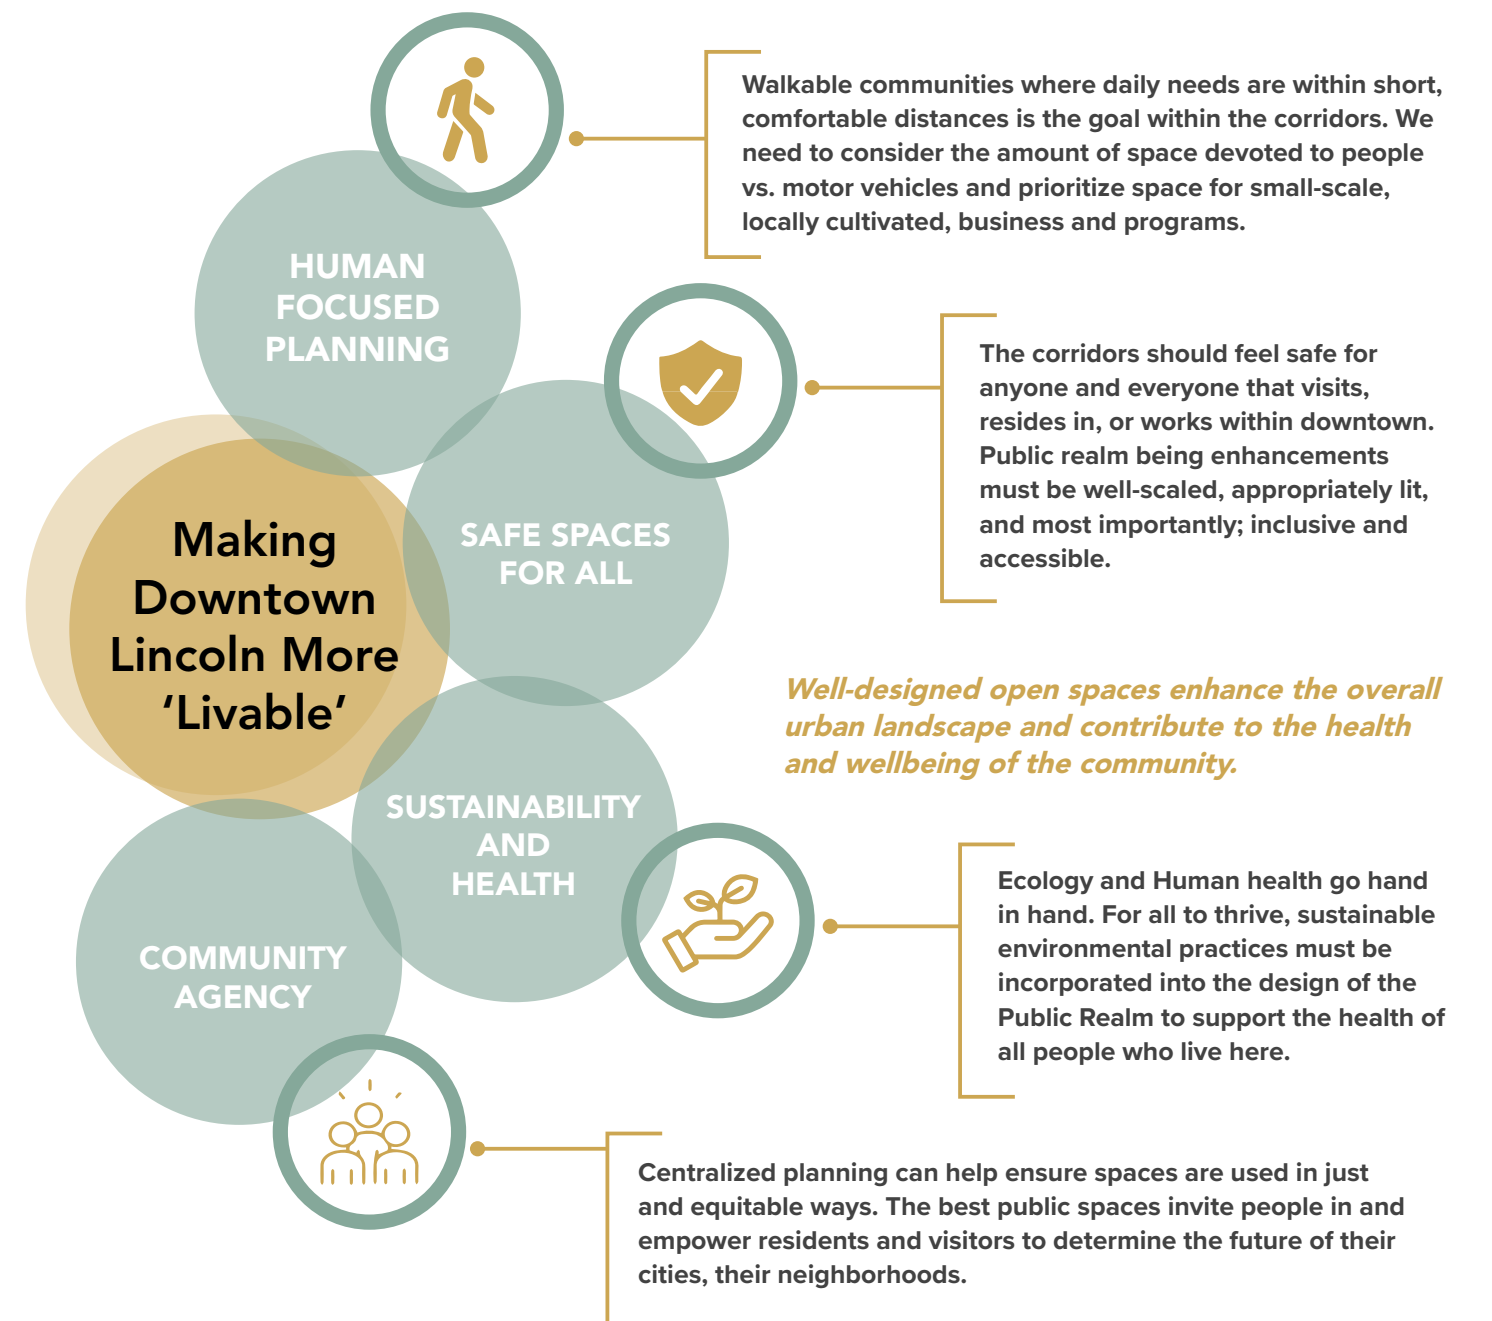 Walkable communities where daily needs are within short,
comfortable distances is the goal within the corridors. We
need to consider the amount of space devoted to people
vs. motor vehicles and prioritize space for small-scale,
locally cultivated, business and programs.
HUMAN
FOCUSED
PLANNING
The corridors should feel safe for
anyone and everyone that visits,
resides in, or works within downtown.
Public realm being enhancements
must be well-scaled, appropriately lit,
and most importantly; inclusive and
accessible.
SAFE SPACES
FOR ALL
Making
Downtown
Lincoln More
‘Livable’
Well-designed open spaces enhance the overall
urban landscape and contribute to the health
and wellbeing of the community.
SUSTAINABILITY
AND
HEALTH
Ecology and Human health go hand
in hand. For all to thrive, sustainable
environmental practices must be
incorporated into the design of the
Public Realm to support the health of
all people who live here.
COMMUNITY
AGENCY
Centralized planning can help ensure spaces are used in just
and equitable ways. The best public spaces invite people in and
empower residents and visitors to determine the future of their
cities, their neighborhoods.